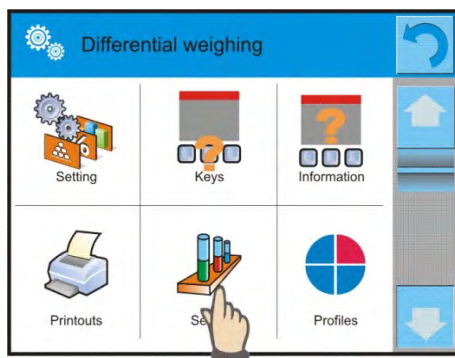 Differential weighing
Setting
Keys
Information
Printouts
Profiles